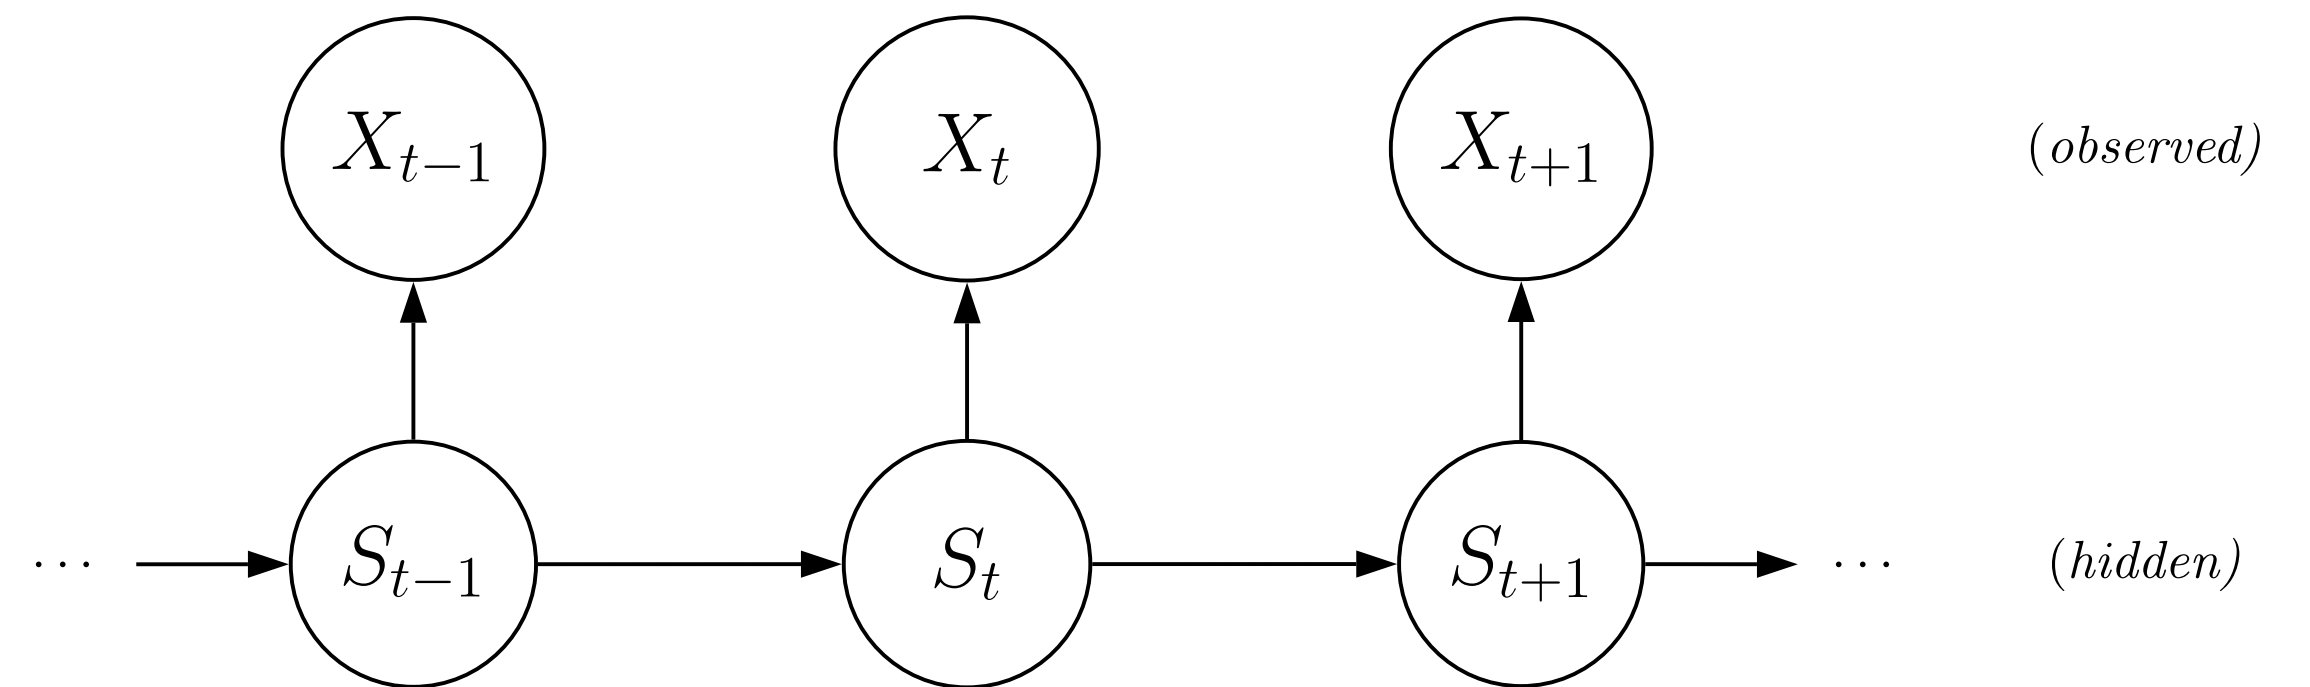 X_{t−1} X_t X_{t+1} (observed)
··· S_{t−1} S_t S_{t+1} ··· (hidden)